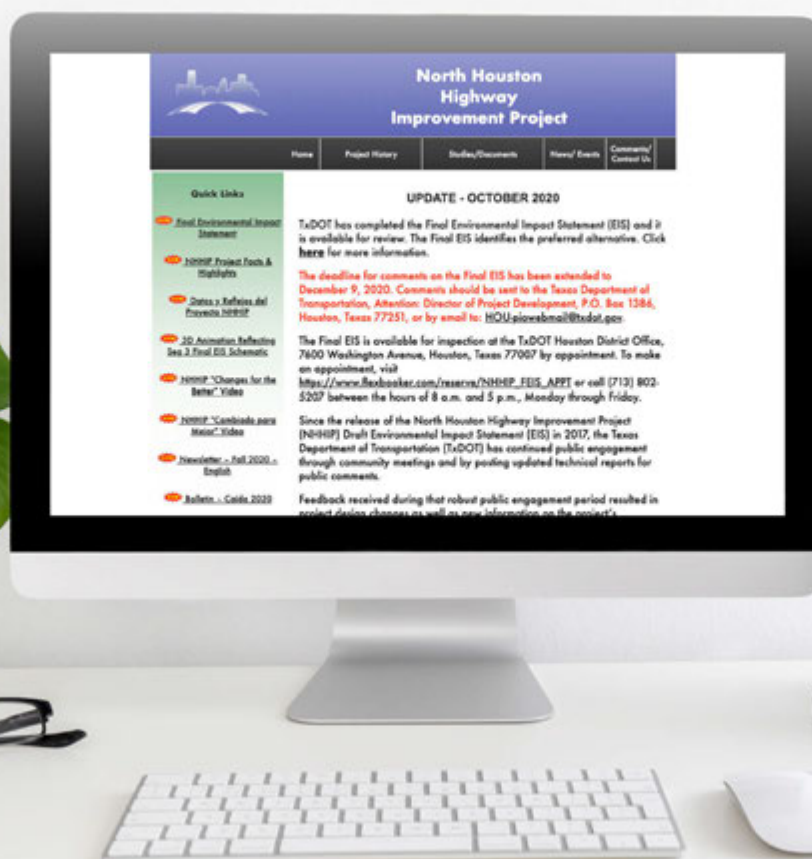 North Houston
Highway
Improvement Project
Home
Project History
Studies/Documents
News/ Events
Comments/
Contact Us
Quick Links
Final Environmental Impact
Statement
NHHIP Project Facts &
Highlights
Datos y Reflejos del
Proyecto NHHIP
3D Animation Reflecting
Seg 3 Final EIS Schematic
NHHIP "Changes for the
Better" Video
NHHIP "Cambiado para
Mejor" Video
Newsletter – Fall 2020 –
English
Bulletin – Caída 2020
UPDATE - OCTOBER 2020
TxDOT has completed the Final Environmental Impact Statement (EIS) and it
is available for review. The Final EIS identifies the preferred alternative. Click
here for more information.
The deadline for comments on the Final EIS has been extended to
December 9, 2020. Comments should be sent to the Texas Department of
Transportation, Attention: Director of Project Development, P.O. Box 1386,
Houston, Texas 77251, or by email to: HOU-piowebmail@txdot.gov.
The Final EIS is available for inspection at the TxDOT Houston District Office,
7600 Washington Avenue, Houston, Texas 77007 by appointment. To make
an appointment, visit
https://www.flexbooker.com/reserve/NHHIP_FEIS_APPT or call (713) 802-
5207 between the hours of 8 a.m. and 5 p.m., Monday through Friday.
Since the release of the North Houston Highway Improvement Project
(NHHIP) Draft Environmental Impact Statement (EIS) in 2017, the Texas
Department of Transportation (TxDOT) has continued public engagement
through community meetings and by posting updated technical reports for
public comments.
Feedback received during that robust public engagement period resulted in
project design changes as well as new information on the project's